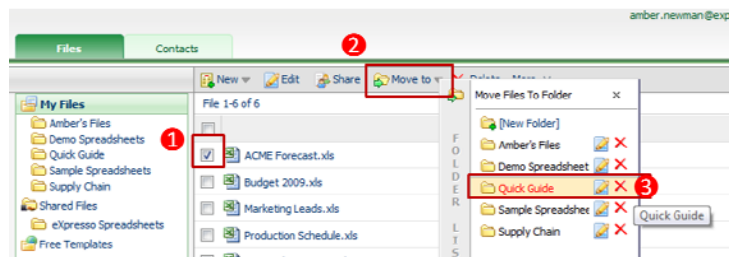 amber.newman@exp
2
Files Contacts
New Edit Share Move to Delete More
My Files
Amber's Files
Demo Spreadsheets
Quick Guide
Sample Spreadsheets
Supply Chain
Shared Files
eXpresso Spreadsheets
Free Templates
1
File 1-6 of 6
ACME Forecast.xls
Budget 2009.xls
Marketing Leads.xls
Production Schedule.xls
FOLDER LIS
Move Files To Folder x
[New Folder]
Amber's Files
Demo Spreadsheet
Quick Guide 3
Sample Spreadshee
Supply Chain
Quick Guide